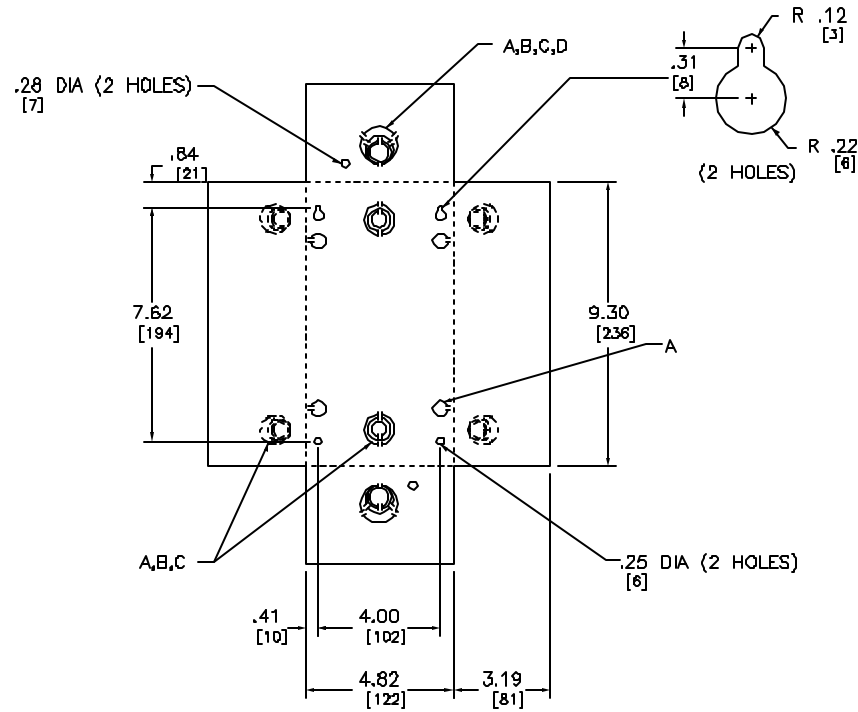 R .12
[3]
A,B,C,D
.31
[8]
.28 DIA (2 HOLES)
[7]
R .22
[6]
(2 HOLES)
.84
[21]
7.62
[194]
9.30
[236]
A
A,B,C
.25 DIA (2 HOLES)
[6]
.41
[10]
4.00
[102]
4.82
[122]
3.19
[81]